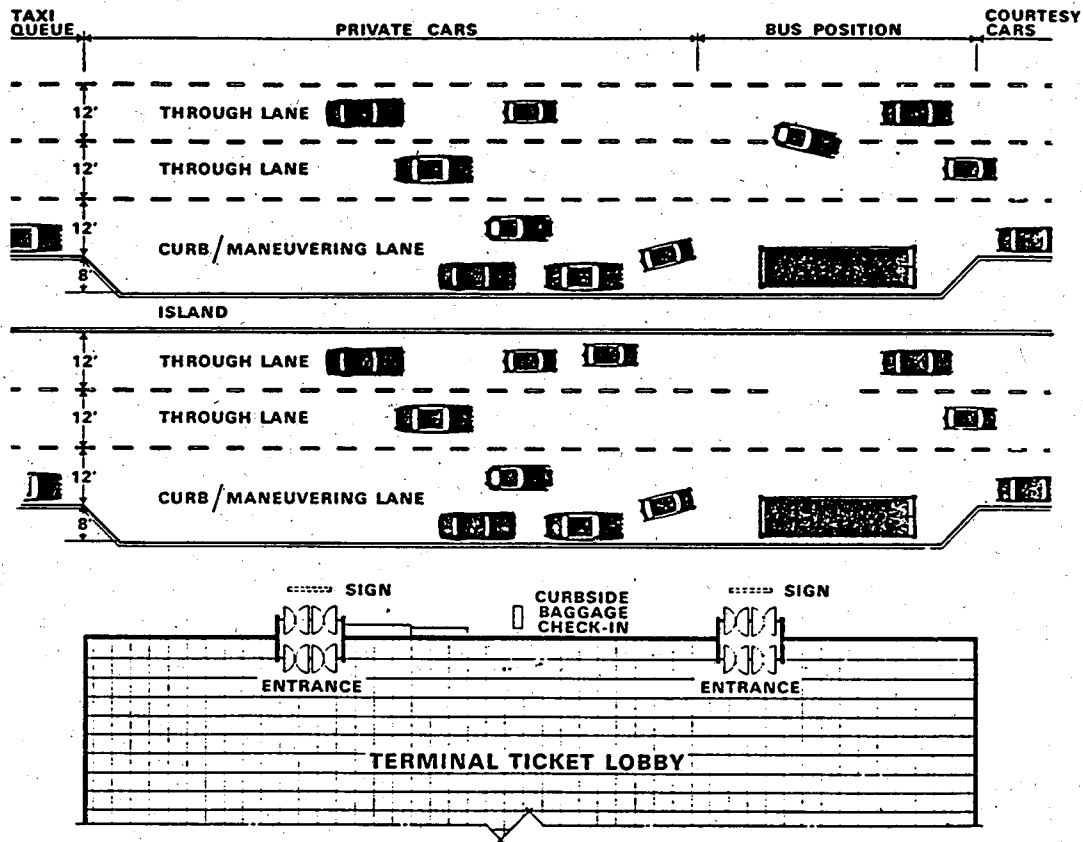 TAXI
QUEUE
PRIVATE CARS
BUS POSITION
COURTESY
CARS
12'
THROUGH LANE
12'
THROUGH LANE
12'
CURB/MANEUVERING LANE
8'
ISLAND
12'
THROUGH LANE
12'
THROUGH LANE
12'
CURB/MANEUVERING LANE
8'
SIGN
CURBSIDE
BAGGAGE
CHECK-IN
SIGN
ENTRANCE
ENTRANCE
TERMINAL TICKET LOBBY